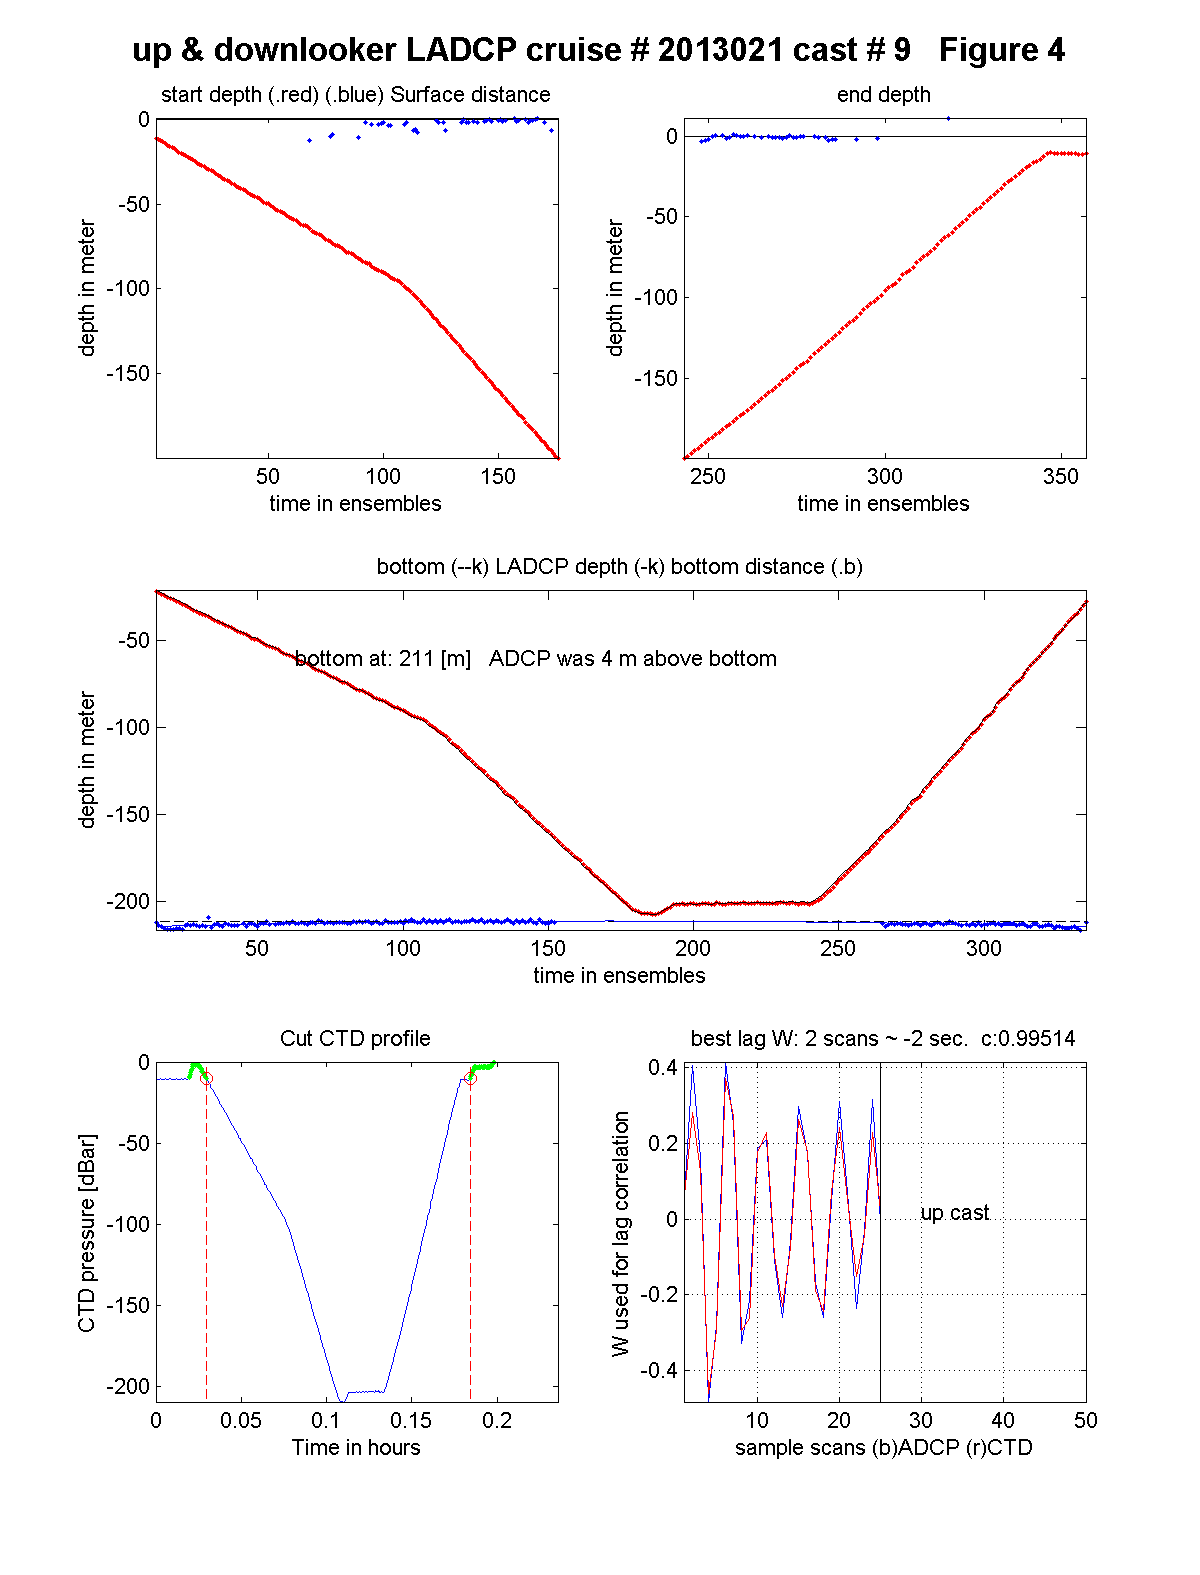 up & downlooker LADCP cruise # 2013021 cast # 9   Figure 4
start depth (.red) (.blue) Surface distance
depth in meter
0
-50
-100
-150
50 100 150
time in ensembles
end depth
depth in meter
0
-50
-100
-150
250 300 350
time in ensembles
bottom (--k) LADCP depth (-k) bottom distance (.b)
depth in meter
-50
-100
-150
-200
bottom at: 211 [m]   ADCP was 4 m above bottom
50 100 150 200 250 300
time in ensembles
Cut CTD profile
CTD pressure [dBar]
0
-50
-100
-150
-200
0 0.05 0.1 0.15 0.2
Time in hours
best lag W: 2 scans ~ -2 sec.  c:0.99514
W used for lag correlation
0.4
0.2
0
-0.2
-0.4
up cast
10 20 30 40 50
sample scans (b)ADCP (r)CTD